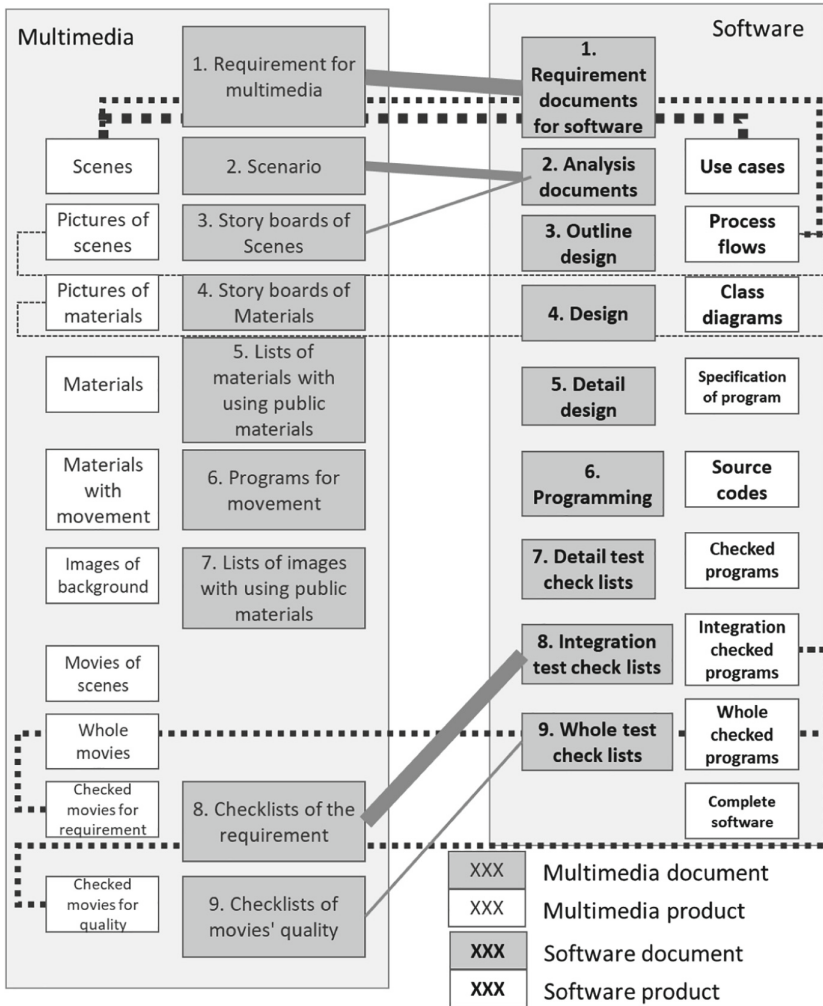 Multimedia
1. Requirement for
multimedia
Scenes
2. Scenario
Pictures of
scenes
3. Story boards of
Scenes
Pictures of
materials
4. Story boards of
Materials
Materials
5. Lists of
materials with
using public
materials
Materials
with
movement
6. Programs for
movement
Images of
background
7. Lists of images
with using public
materials
Movies of
scenes
Whole
movies
Checked
movies for
requirement
8. Checklists of the
requirement
Checked
movies for
quality
9. Checklists of
movies' quality
Software
1.
Requirement
documents
for software
2. Analysis
documents
Use cases
3. Outline
design
Process
flows
4. Design
Class
diagrams
5. Detail
design
Specification
of program
6.
Programming
Source
codes
7. Detail test
check lists
Checked
programs
8. Integration
test check lists
Integration
checked
programs
9. Whole test
check lists
Whole
checked
programs
Complete
software
XXX Multimedia document
XXX Multimedia product
XXX Software document
XXX Software product